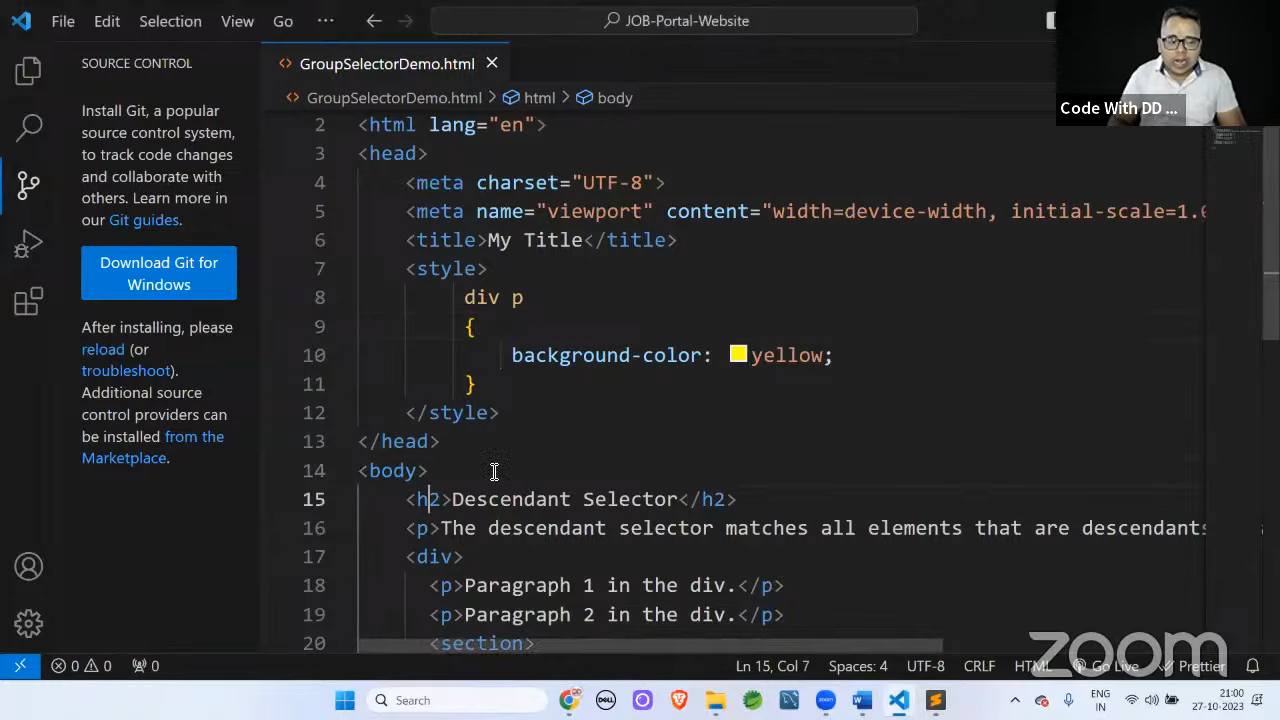 File Edit Selection View Go ··· JOB-Portal-Website
SOURCE CONTROL
Install Git, a popular
source control system,
to track code changes
and collaborate with
others. Learn more in
our Git guides.
Download Git for
Windows
After installing, please
reload (or
troubleshoot).
Additional source
control providers can
be installed from the
Marketplace.
GroupSelectorDemo.html
GroupSelectorDemo.html > html > body
2 <html lang="en">
3 <head>
4 <meta charset="UTF-8">
5 <meta name="viewport" content="width=device-width, initial-scale=1.0
6 <title>My Title</title>
7 <style>
8 div p
9 {
10 background-color: yellow;
11 }
12 </style>
13 </head>
14 <body>
15 <h2>Descendant Selector</h2>
16 <p>The descendant selector matches all elements that are descendants
17 <div>
18 <p>Paragraph 1 in the div.</p>
19 <p>Paragraph 2 in the div.</p>
20 <section>
Code With DD ...
zoom
0 0 0 Ln 15, Col 7 Spaces: 4 UTF-8 CRLF HTML Go Live Prettier
Search
DELL
zoom
ENG
IN
21:00
27-10-2023